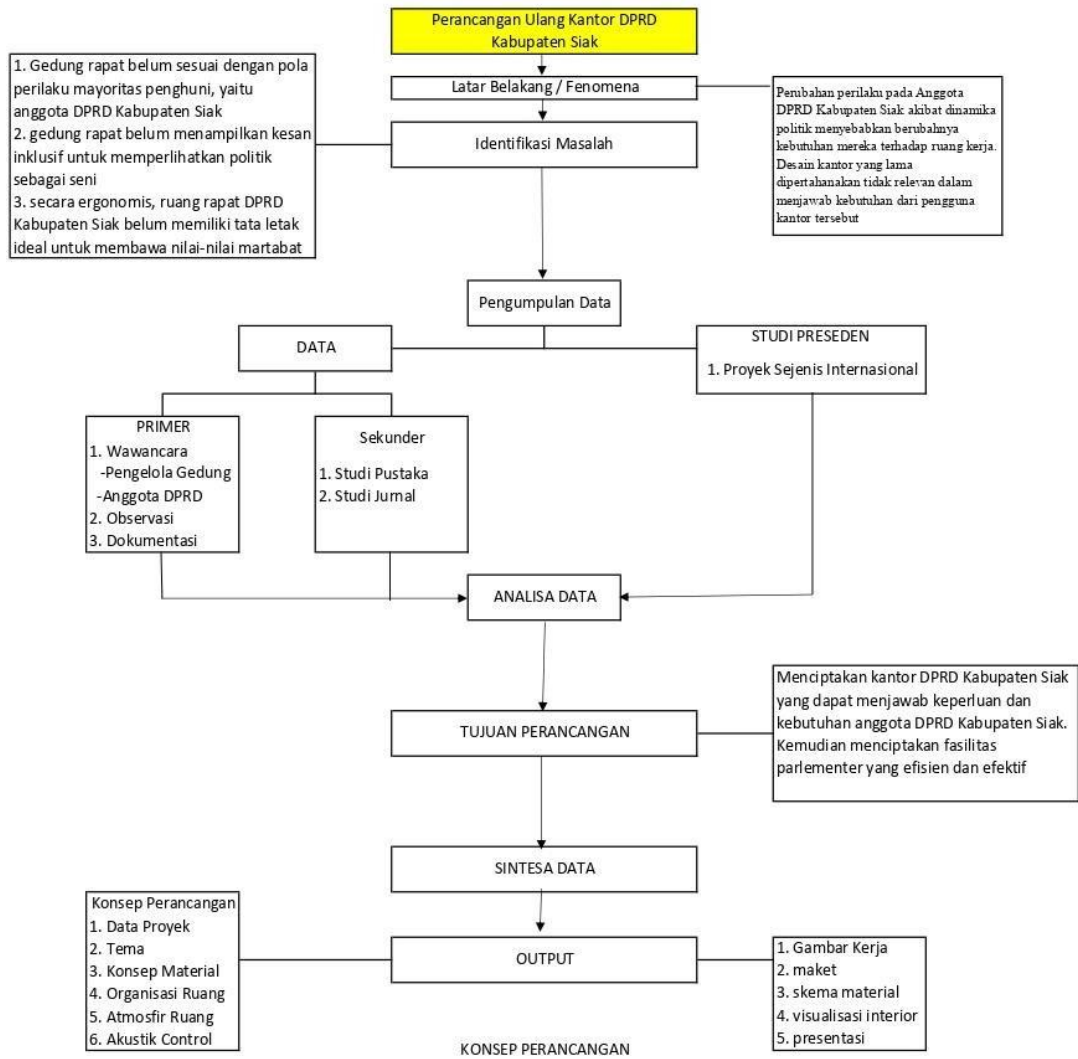 Perancangan Ulang Kantor DPRD
Kabupaten Siak
Latar Belakang / Fenomena
1. Gedung rapat belum sesuai dengan pola
perilaku mayoritas penghuni, yaitu
anggota DPRD Kabupaten Siak
2. gedung rapat belum menampilkan kesan
inklusif untuk memperlihatkan politik
sebagai seni
3. secara ergonomis, ruang rapat DPRD
Kabupaten Siak belum memiliki tata letak
ideal untuk membawa nilai-nilai martabat
Identifikasi Masalah
Perubahan perilaku pada Anggota
DPRD Kabupaten Siak akibat dinamika
politik menyebabkan berubahnya
kebutuhan mereka terhadap ruang kerja.
Desain kantor yang lama
dipertahanakan tidak relevan dalam
menjawab kebutuhan dari pengguna
kantor tersebut
Pengumpulan Data
DATA
STUDI PRESEDEN
1. Proyek Sejenis Internasional
PRIMER
1. Wawancara
-Pengelola Gedung
-Anggota DPRD
2. Observasi
3. Dokumentasi
Sekunder
1. Studi Pustaka
2. Studi Jurnal
ANALISA DATA
TUJUAN PERANCANGAN
Menciptakan kantor DPRD Kabupaten Siak
yang dapat menjawab keperluan dan
kebutuhan anggota DPRD Kabupaten Siak.
Kemudian menciptakan fasilitas
parlementer yang efisien dan efektif
SINTESA DATA
Konsep Perancangan
1. Data Proyek
2. Tema
3. Konsep Material
4. Organisasi Ruang
5. Atmosfir Ruang
6. Akustik Control
OUTPUT
1. Gambar Kerja
2. maket
3. skema material
4. visualisasi interior
5. presentasi
KONSEP PERANCANGAN